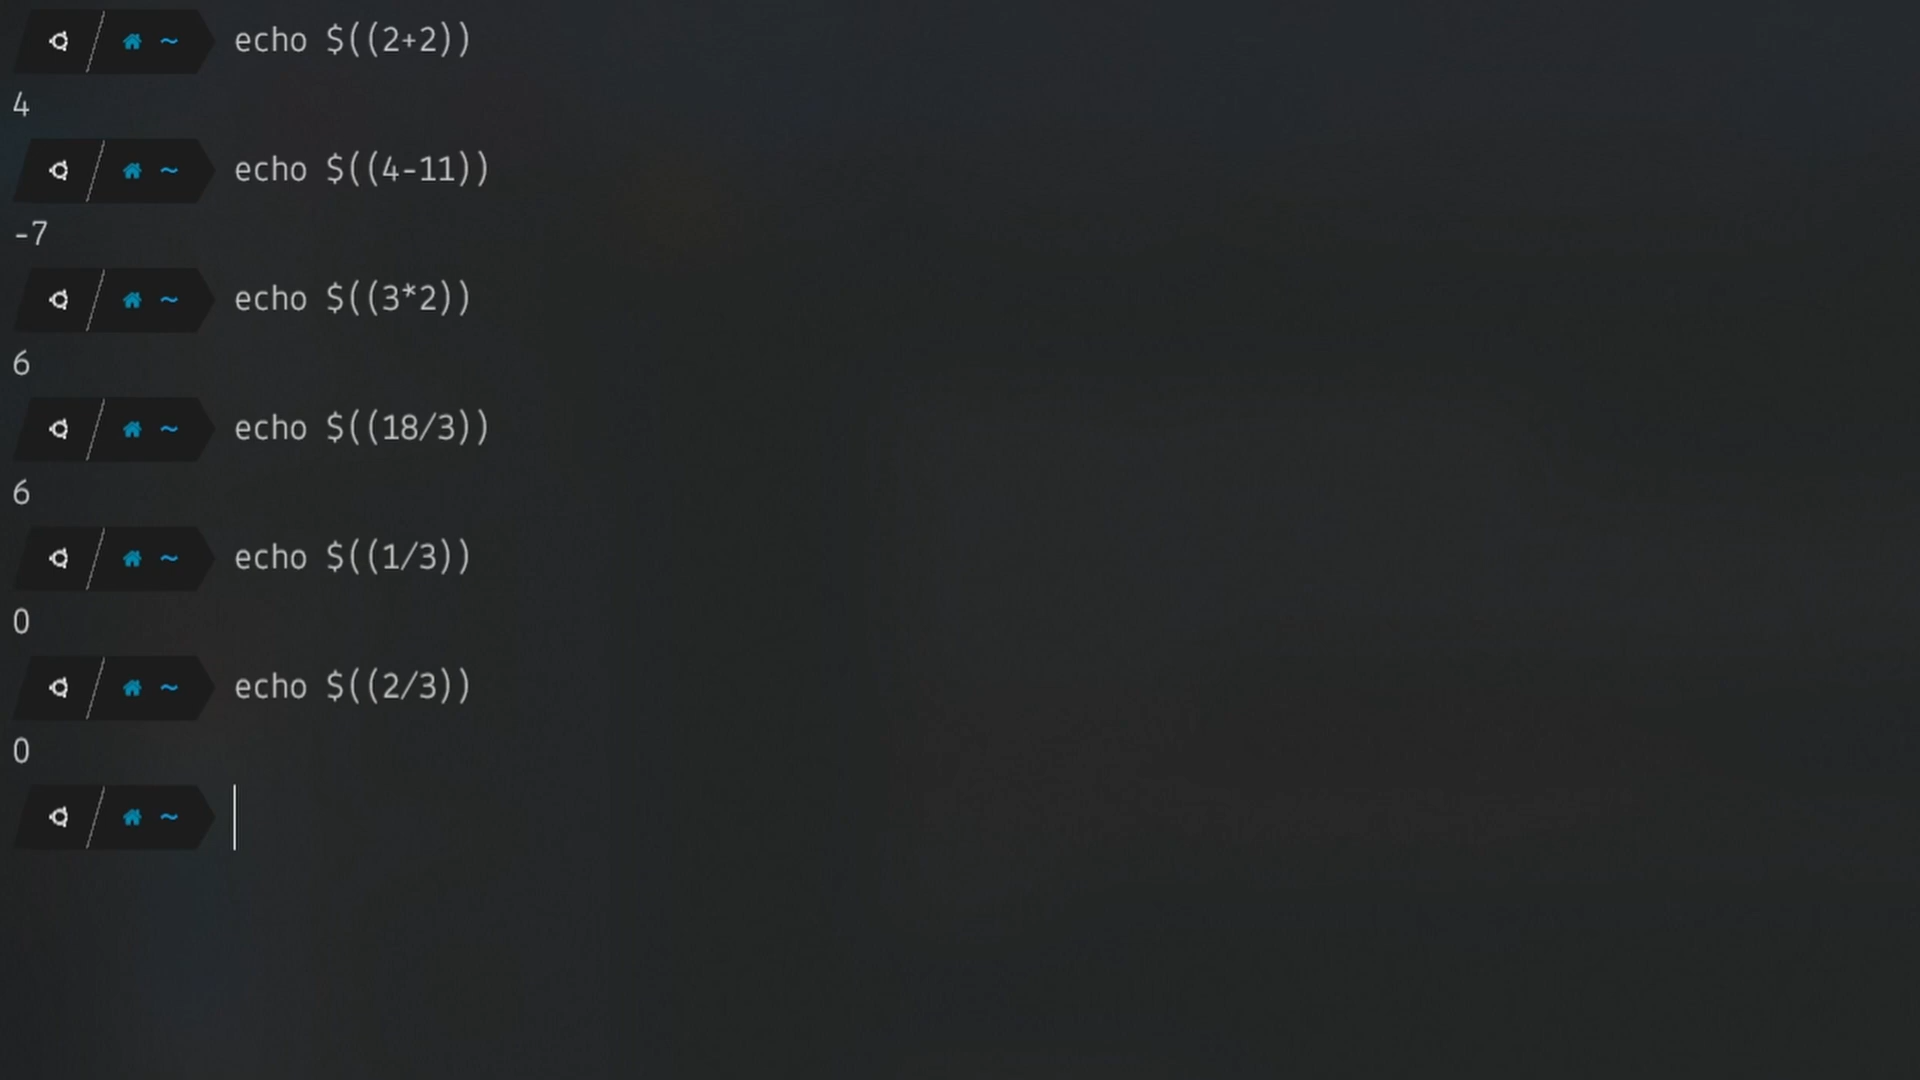 ~ echo $((2+2))
4
~ echo $((4-11))
-7
~ echo $((3*2))
6
~ echo $((18/3))
6
~ echo $((1/3))
0
~ echo $((2/3))
0
~